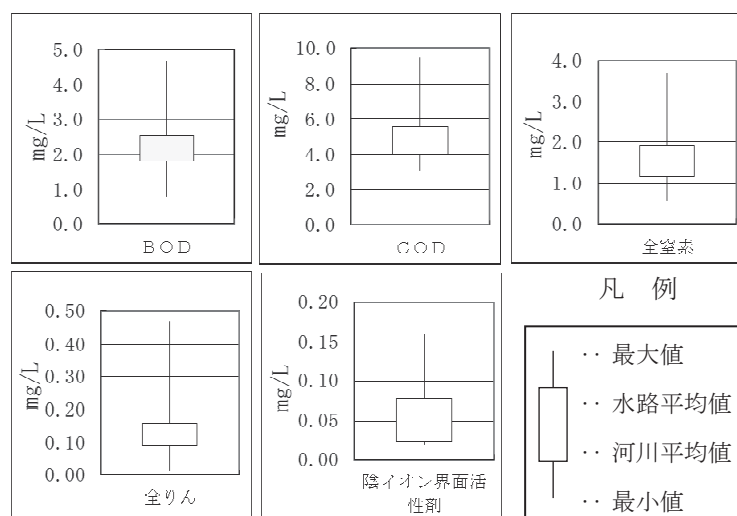 5.0
4.0
3.0
2.0
1.0
0.0
mg/L
BOD
10.0
8.0
6.0
4.0
2.0
0.0
mg/L
COD
4.0
3.0
2.0
1.0
0.0
mg/L
全窒素
0.50
0.40
0.30
0.20
0.10
0.00
mg/L
全りん
0.20
0.15
0.10
0.05
0.00
mg/L
陰イオン界面活
性剤
凡 例
‥ 最大値
‥ 水路平均値
‥ 河川平均値
‥ 最小値